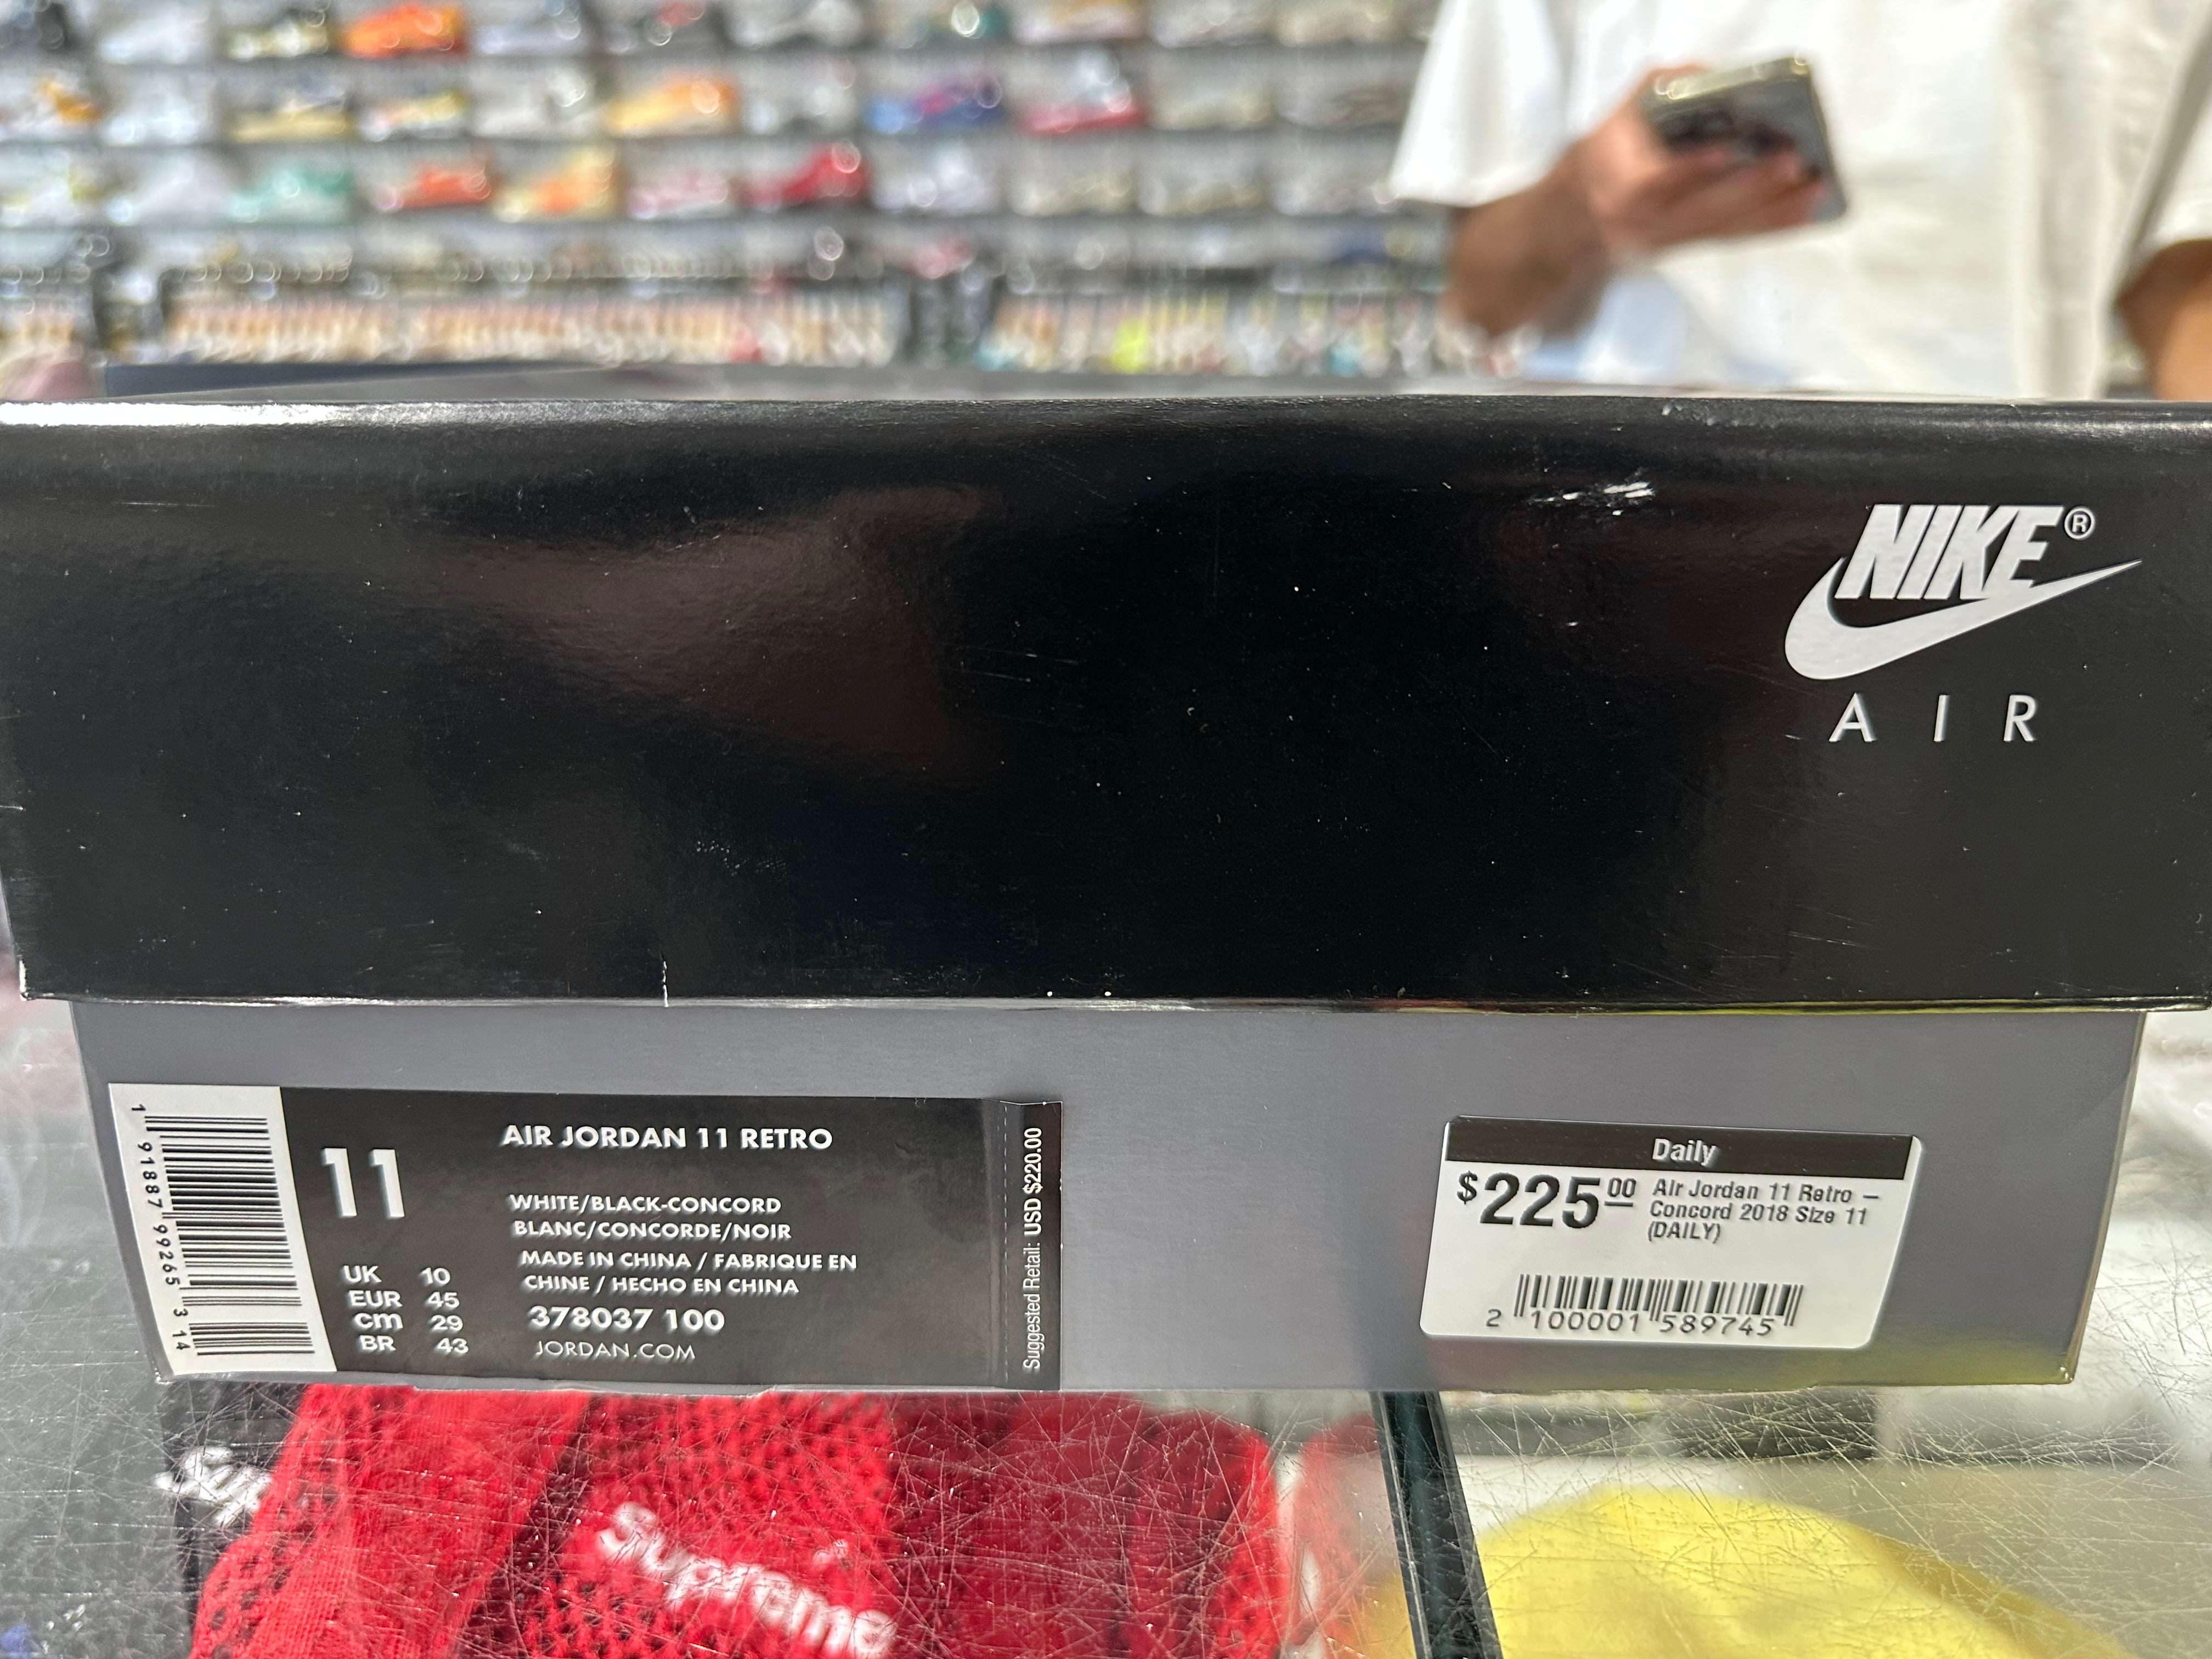 NIKE®
AIR
1 91887 99265 3 14
11
AIR JORDAN 11 RETRO
WHITE/BLACK-CONCORD
BLANC/CONCORDE/NOIR
MADE IN CHINA / FABRIQUE EN
CHINE / HECHO EN CHINA
378037 100
JORDAN.COM
UK 10
EUR 45
cm 29
BR 43
Suggested Retail: USD $220.00
Daily
$225.00
Air Jordan 11 Retro –
Concord 2018 Size 11
(DAILY)
2 100001 589745
Supreme